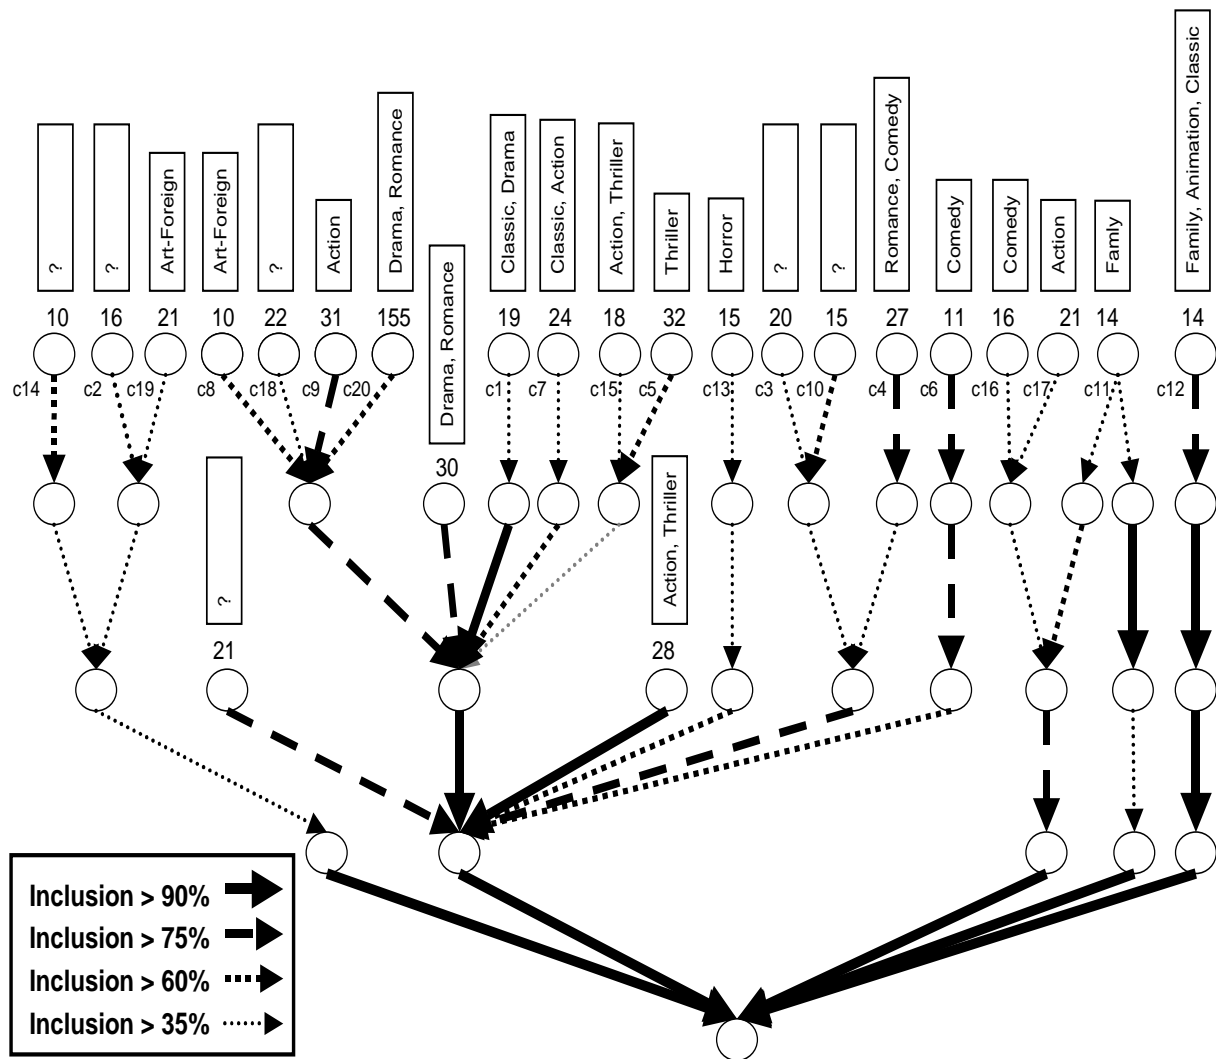 ?
?
Art-Foreign
Art-Foreign
?
Action
Drama, Romance
Drama, Romance
Classic, Drama
Classic, Action
Action, Thriller
Thriller
Horror
?
?
Romance, Comedy
Comedy
Comedy
Action
Famly
Family, Animation, Classic
10 16 21 10 22 31 155 19 24 18 32 15 20 15 27 11 16 21 14 14
c14 c2 c19 c8 c18 c9 c20 c1 c7 c15 c5 c13 c3 c10 c4 c6 c16 c17 c11 c12
30
?
Action, Thriller
21 28
Inclusion > 90%
Inclusion > 75%
Inclusion > 60%
Inclusion > 35%